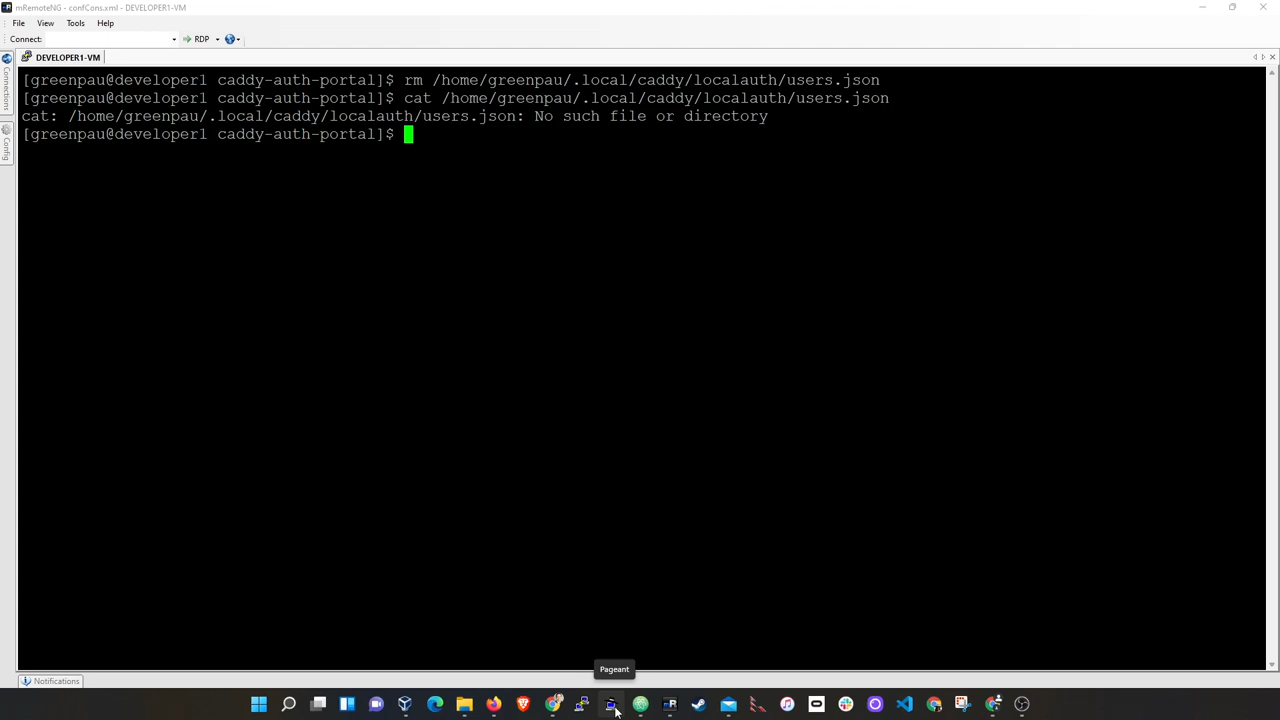 mRemoteNG - confCons.xml - DEVELOPER1-VM
File View Tools Help
Connect: RDP
DEVELOPER1-VM
Connections
Config
[greenpau@developer1 caddy-auth-portal]$ rm /home/greenpau/.local/caddy/localauth/users.json
[greenpau@developer1 caddy-auth-portal]$ cat /home/greenpau/.local/caddy/localauth/users.json
cat: /home/greenpau/.local/caddy/localauth/users.json: No such file or directory
[greenpau@developer1 caddy-auth-portal]$
Pageant
Notifications